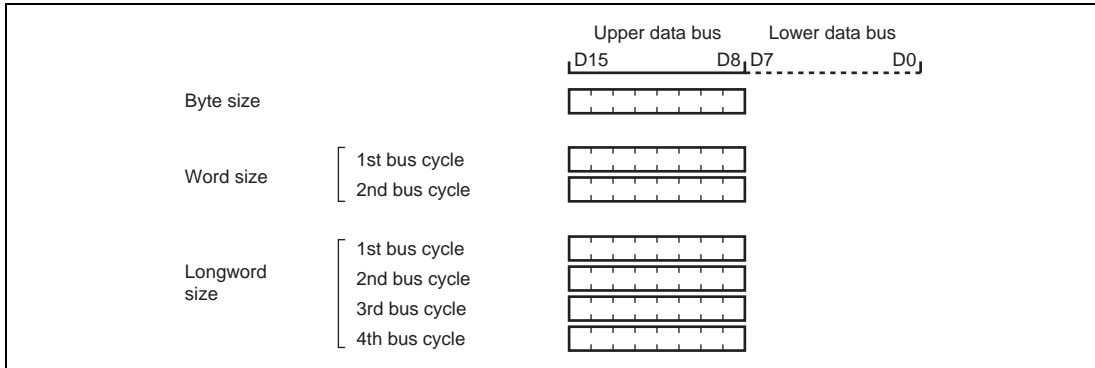 Upper data bus Lower data bus
D15 D8 D7 D0
Byte size
Word size
1st bus cycle
2nd bus cycle
Longword
size
1st bus cycle
2nd bus cycle
3rd bus cycle
4th bus cycle